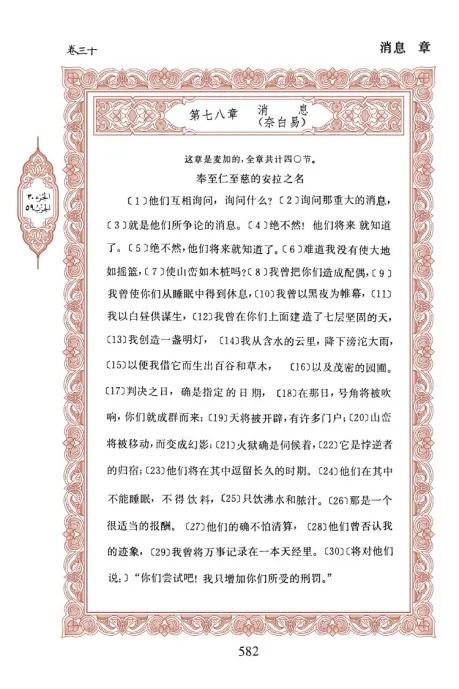 卷三十
消息 章
第七八章 消 息
(奈白易)
الجزء ٣٠
الحزب ٥٩
这章是麦加的,全章共计四〇节。
奉至仁至慈的安拉之名
〔1〕他们互相询问,询问什么?〔2〕询问那重大的消息,
〔3〕就是他们所争论的消息。〔4〕绝不然!他们将来就知道
了。〔5〕绝不然,他们将来就知道了。〔6〕难道我没有使大地
如摇篮,〔7〕使山峦如木桩吗?〔8〕我曾把你们造成配偶,〔9〕
我曾使你们从睡眠中得到休息,〔10〕我曾以黑夜为帷幕,〔11〕
我以白昼供谋生,〔12〕我曾在你们上面建造了七层坚固的天,
〔13〕我创造一盏明灯,〔14〕我从含水的云里,降下滂沱大雨,
〔15〕以便我借它而生出百谷和草木,〔16〕以及茂密的园圃。
〔17〕判决之日,确是指定的日期,〔18〕在那日,号角将被吹
响,你们就成群而来;〔19〕天将被开辟,有许多门户;〔20〕山峦
将被移动,而变成幻影;〔21〕火狱确是伺候着,〔22〕它是悖逆者
的归宿;〔23〕他们将在其中逗留长久的时期。〔24〕他们在其中
不能睡眠,不得饮料,〔25〕只饮沸水和脓汁。〔26〕那是一个
很适当的报酬。〔27〕他们的确不怕清算,〔28〕他们曾否认我
的迹象,〔29〕我曾将万事记录在一本天经里。〔30〕〔将对他们
说:〕“你们尝试吧!我只增加你们所受的刑罚。”
582